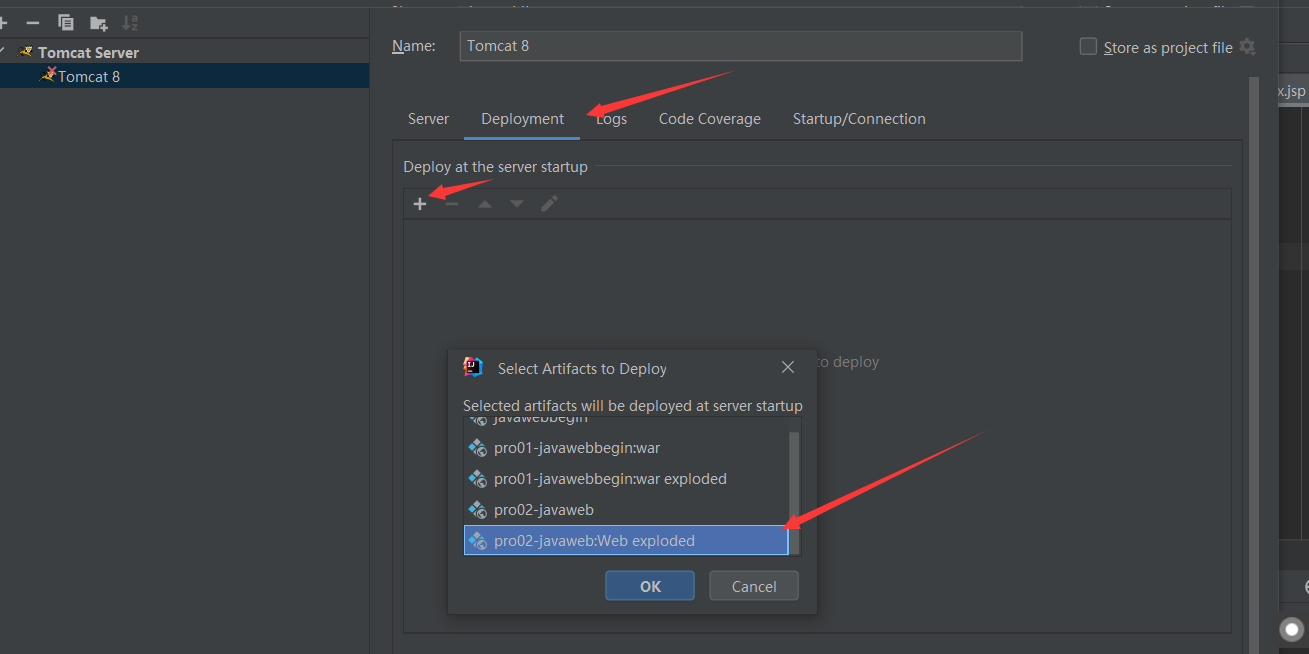 Tomcat Server
Tomcat 8
Name:
Tomcat 8
Store as project file
x.jsp
Server
Deployment
Logs
Code Coverage
Startup/Connection
Deploy at the server startup
to deploy
Select Artifacts to Deploy
Selected artifacts will be deployed at server startup
javawebbegin
pro01-javawebbegin:war
pro01-javawebbegin:war exploded
pro02-javaweb
pro02-javaweb:Web exploded
OK
Cancel